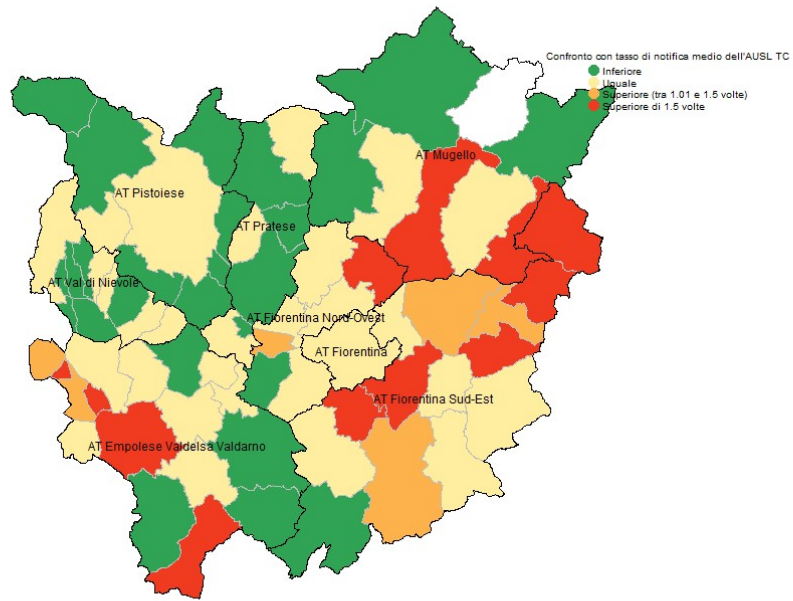 Confronto con tasso di notifica medio dell'AUSL TC
Inferiore
Uguale
Superiore (tra 1.01 e 1.5 volte)
Superiore di 1.5 volte
AT Mugello
AT Pistoiese
AT Pratese
AT Val di Nievole
AT Fiorentina Nord-Ovest
AT Fiorentina
AT Fiorentina Sud-Est
AT Empolese Valdelsa Valdarno